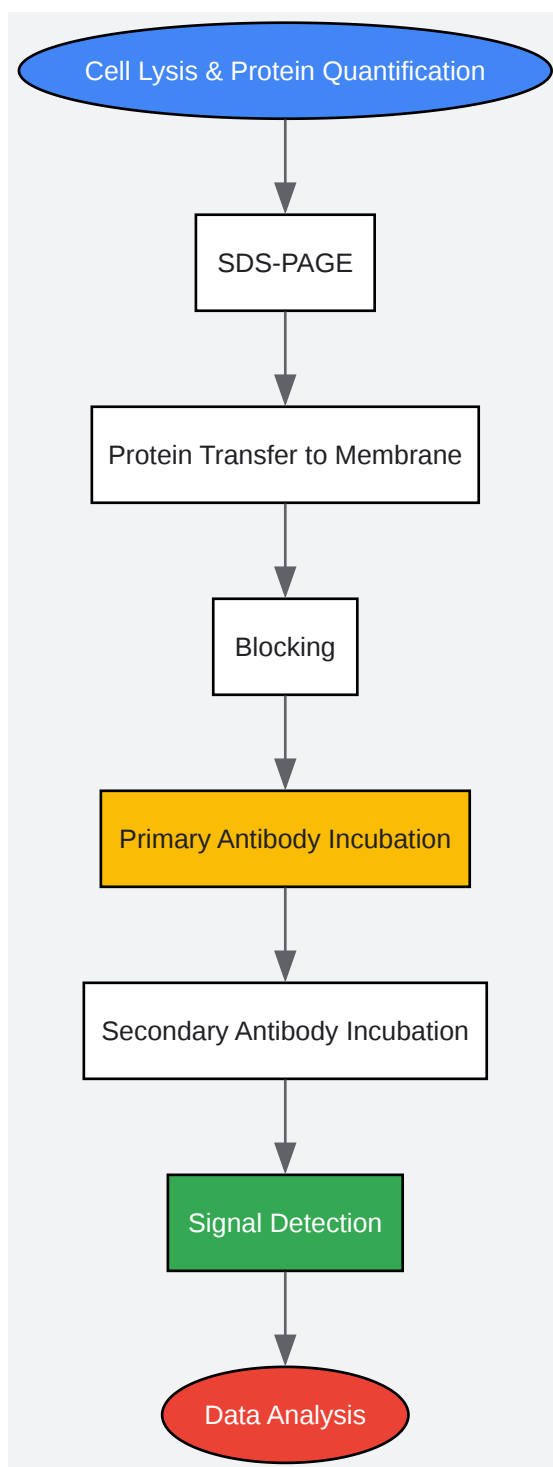 Cell Lysis & Protein Quantification
SDS-PAGE
Protein Transfer to Membrane
Blocking
Primary Antibody Incubation
Secondary Antibody Incubation
Signal Detection
Data Analysis